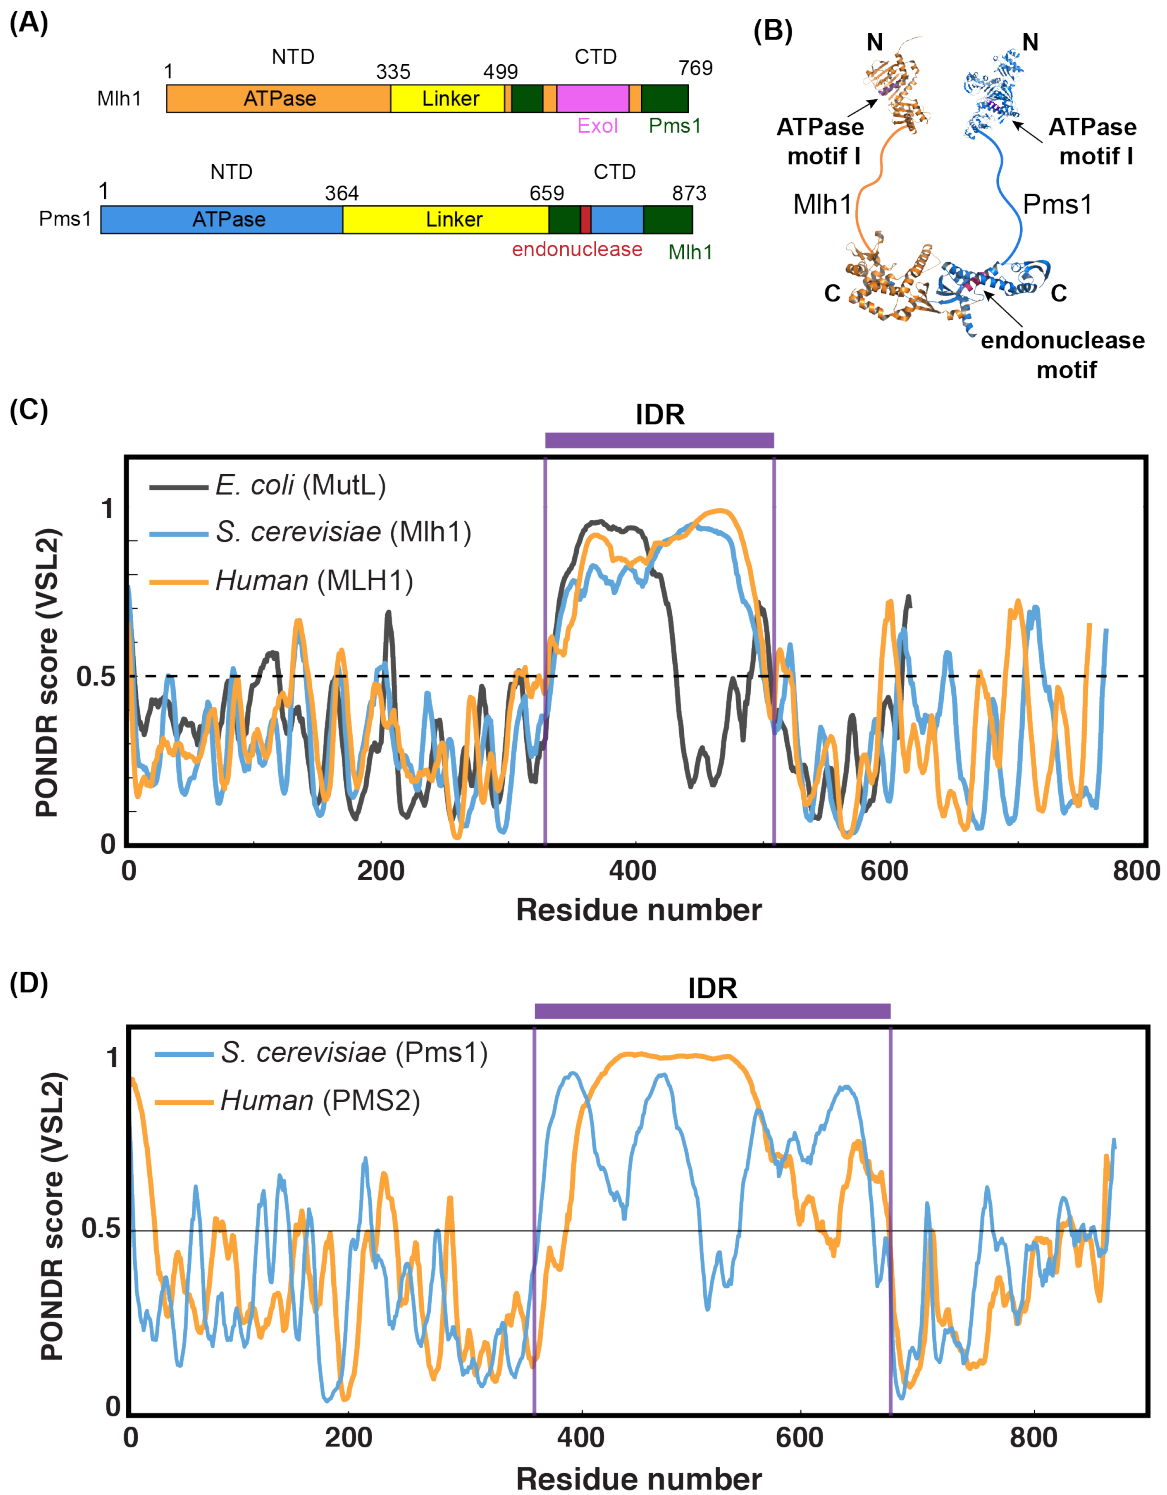 (A)
NTD
CTD
1
335
499
769
Mlh1
ATPase
Linker
ExoI
Pms1
NTD
CTD
1
364
659
873
Pms1
ATPase
Linker
endonuclease
Mlh1
(B)
N
N
ATPase
motif I
ATPase
motif I
Mlh1
Pms1
C
C
endonuclease
motif
(C)
IDR
E. coli (MutL)
S. cerevisiae (Mlh1)
Human (MLH1)
PONDR score (VSL2)
1
0.5
0
0
200
400
600
800
Residue number
(D)
IDR
S. cerevisiae (Pms1)
Human (PMS2)
PONDR score (VSL2)
1
0.5
0
0
200
400
600
800
Residue number